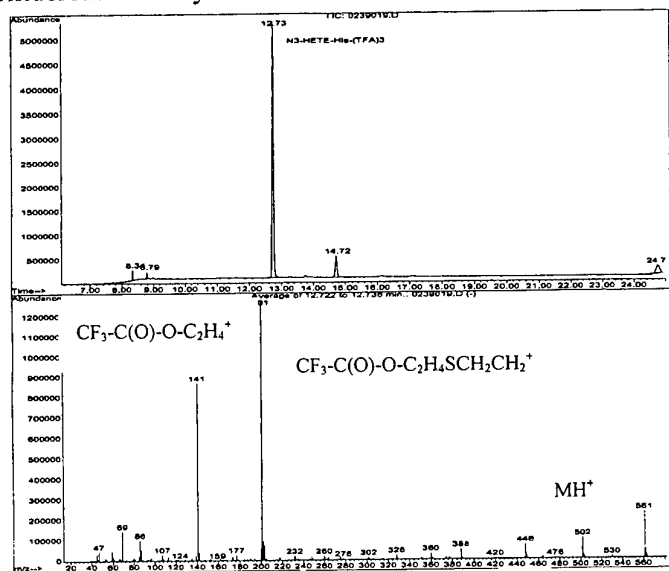 Abundance
TIC: 0239019.D
12.73
N3-HETE-His-(TFA)3
5000000
4500000
4000000
3500000
3000000
2500000
2000000
1500000
1000000
500000
14.72
24.7
Time-->
7.00 8.00 9.00 10.00 11.00 12.00 13.00 14.00 15.00 16.00 17.00 18.00 19.00 20.00 21.00 22.00 23.00 24.00
Abundance
Average of 12.722 to 12.738 min.: 0239019.D (-)
1200000
1100000
1000000
900000
800000
700000
600000
500000
400000
300000
200000
100000
0
CF₃-C(O)-O-C₂H₄⁺
CF₃-C(O)-O-C₂H₄SCH₂CH₂⁺
MH⁺
141
47 69 86 107 124 159 177 232 260 276 302 326 360 388 420 448 476 502 530 561
m/z-->
20 40 60 80 100 120 140 160 180 200 220 240 260 280 300 320 340 360 380 400 420 440 460 480 500 520 540 560